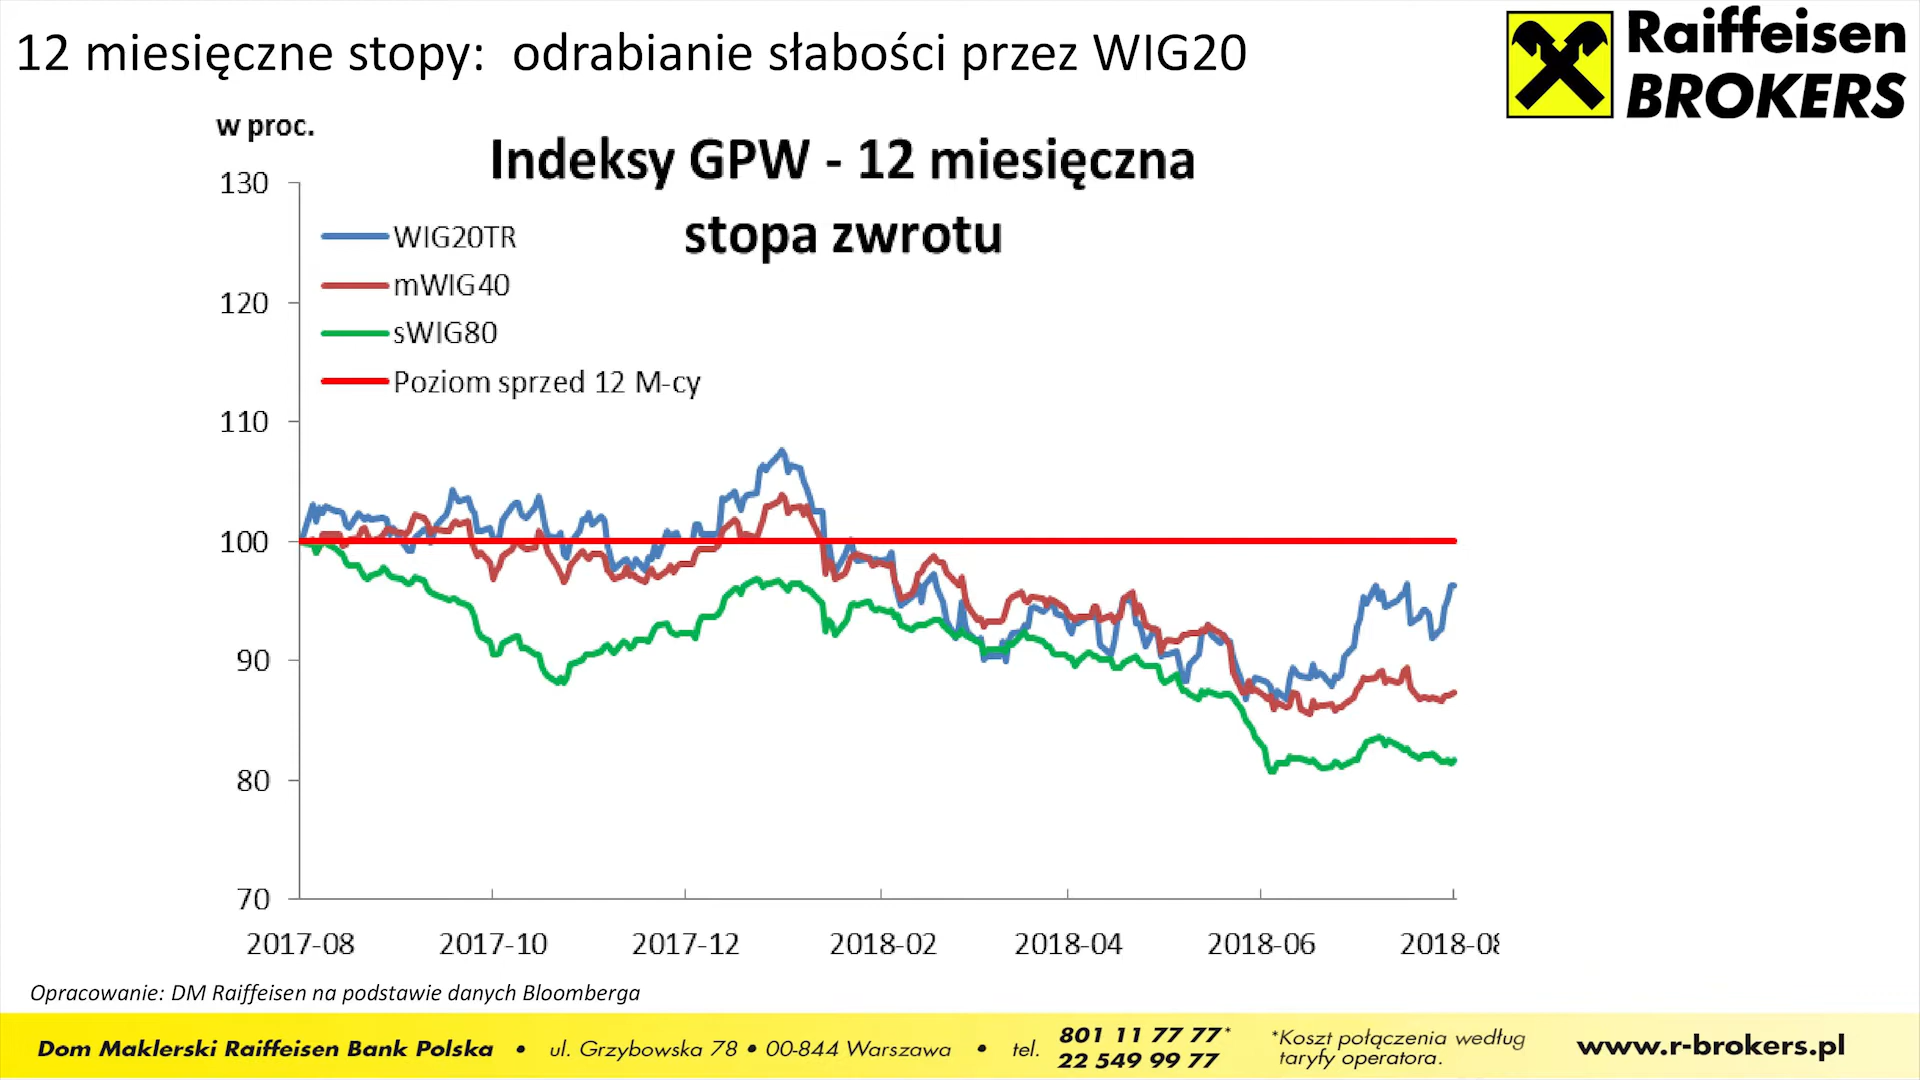 12 miesięczne stopy:  odrabianie słabości przez WIG20
Raiffeisen
BROKERS
w proc.
Indeksy GPW - 12 miesięczna
stopa zwrotu
130
120
110
100
90
80
70
WIG20TR
mWIG40
sWIG80
Poziom sprzed 12 M-cy
2017-08 2017-10 2017-12 2018-02 2018-04 2018-06 2018-08
Opracowanie: DM Raiffeisen na podstawie danych Bloomberga
Dom Maklerski Raiffeisen Bank Polska • ul. Grzybowska 78 • 00-844 Warszawa • tel.
801 11 77 77*
22 549 99 77
*Koszt połączenia według
taryfy operatora.
www.r-brokers.pl